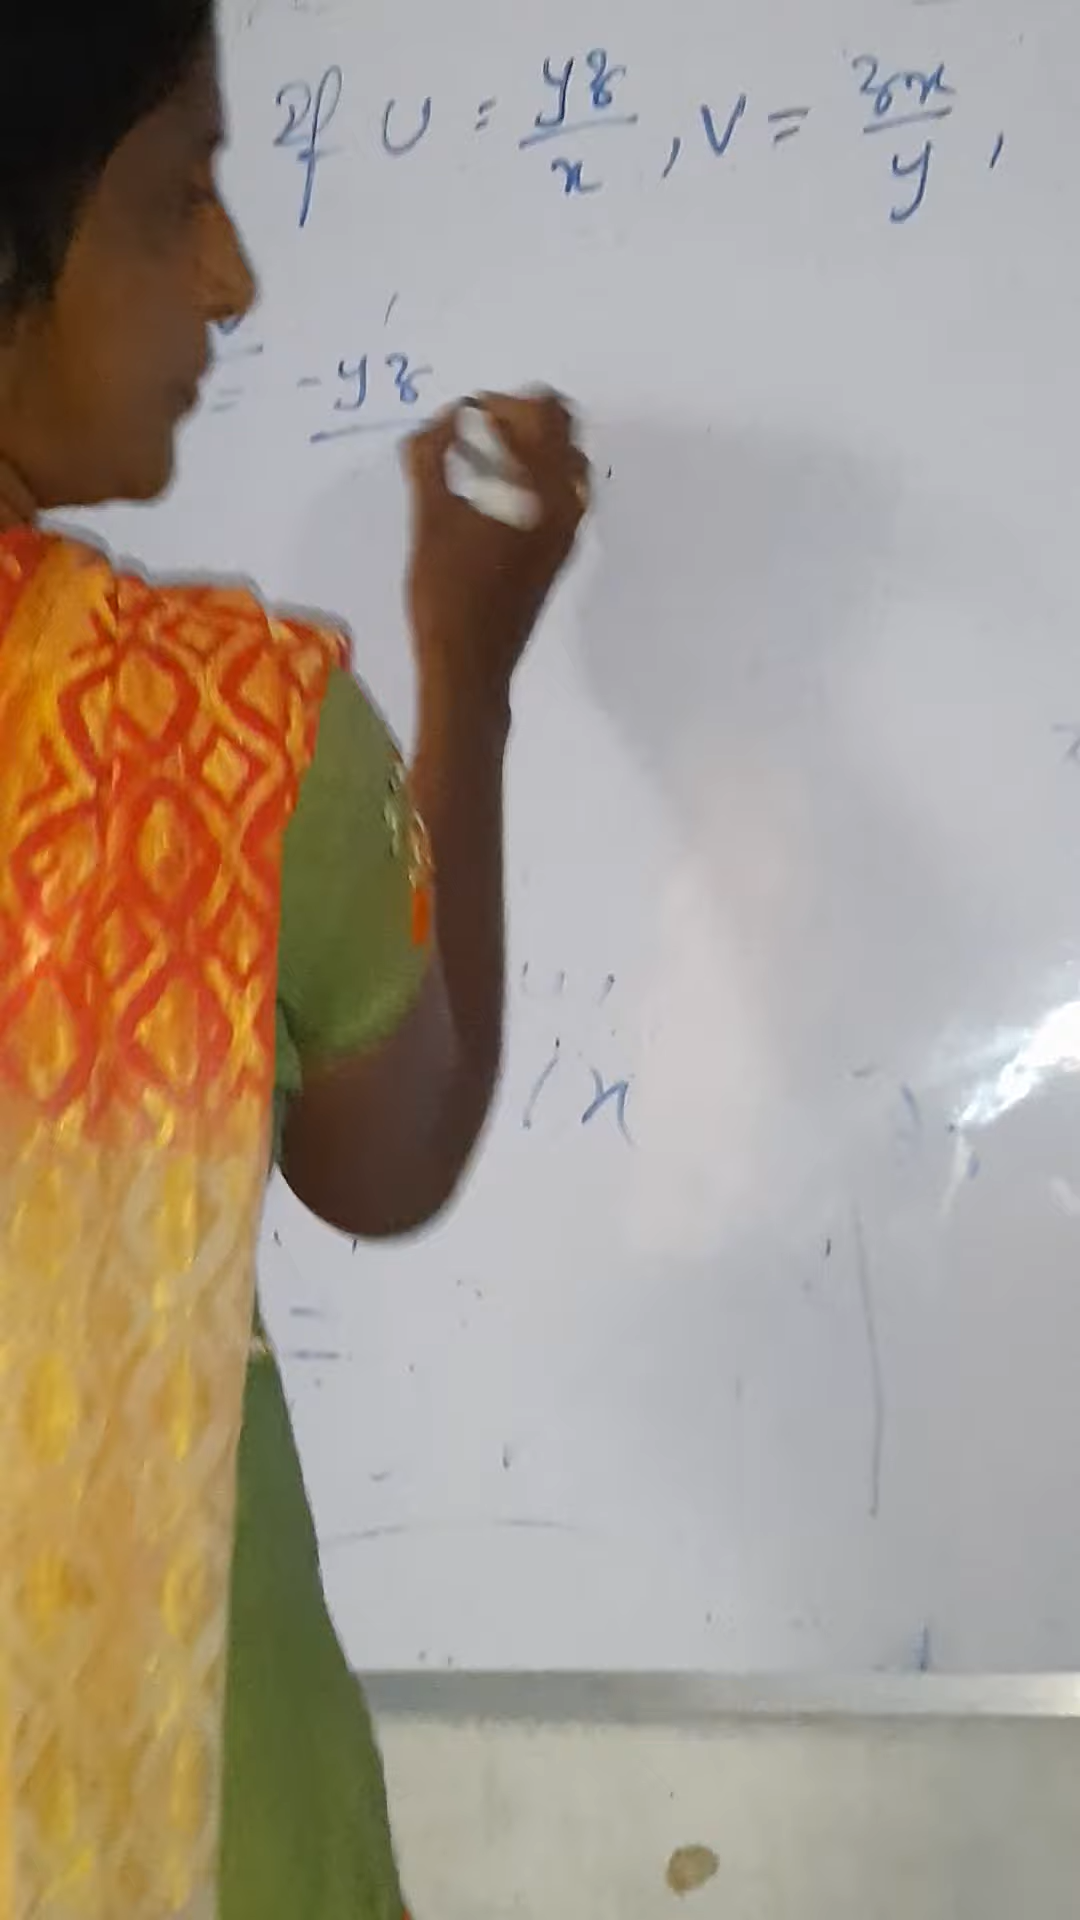 If U = yz/x, V = zx/y,
= -yz
/x